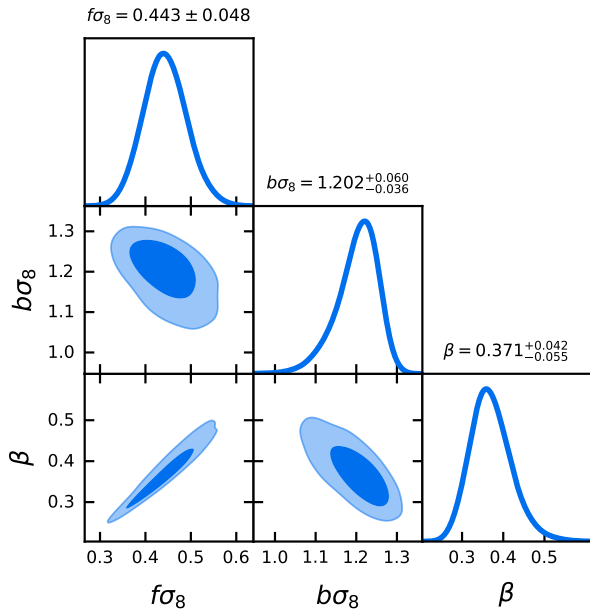 fσ₈ = 0.443 ± 0.048
1.3
1.2
1.1
1.0
bσ₈
bσ₈ = 1.202⁺⁰·⁰⁶⁰₋₀.₀₃₆
0.5
0.4
0.3
β
β = 0.371⁺⁰·⁰⁴²₋₀.₀₅₅
0.3 0.4 0.5 0.6
1.0 1.1 1.2 1.3
0.3 0.4 0.5
fσ₈
bσ₈
β